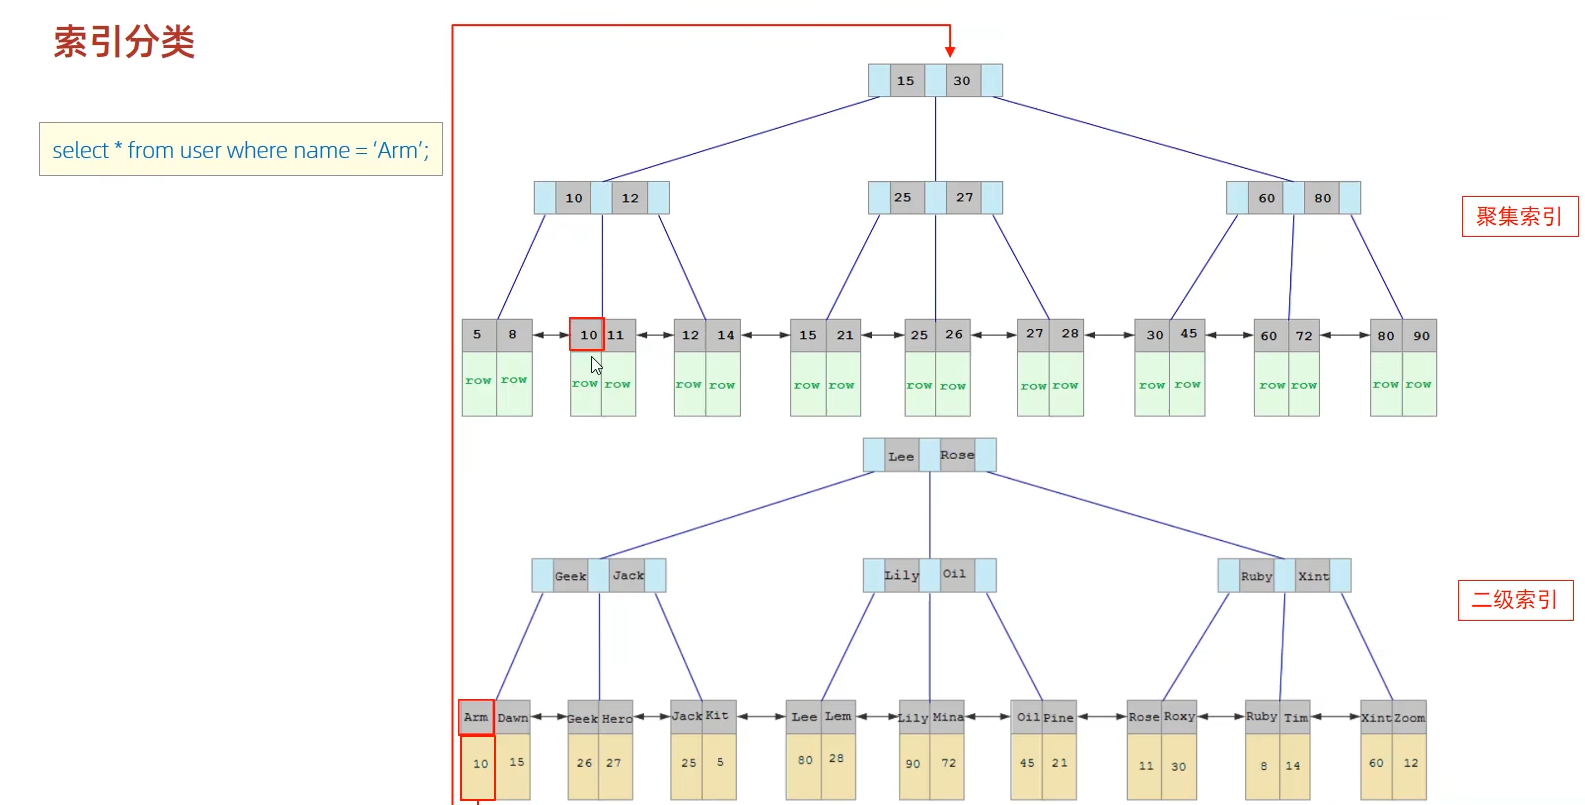 索引分类
select * from user where name = ‘Arm’;
15 30
10 12 25 27 60 80
聚集索引
5 8 10 11 12 14 15 21 25 26 27 28 30 45 60 72 80 90
row row row row row row row row row row row row row row row row row row
Lee Rose
Geek Jack Lily Oil Ruby Xint
二级索引
Arm Dawn Geek Hero Jack Kit Lee Lem Lily Mina Oil Pine Rose Roxy Ruby Tim Xint Zoom
10 15 26 27 25 5 80 28 90 72 45 21 11 30 8 14 60 12